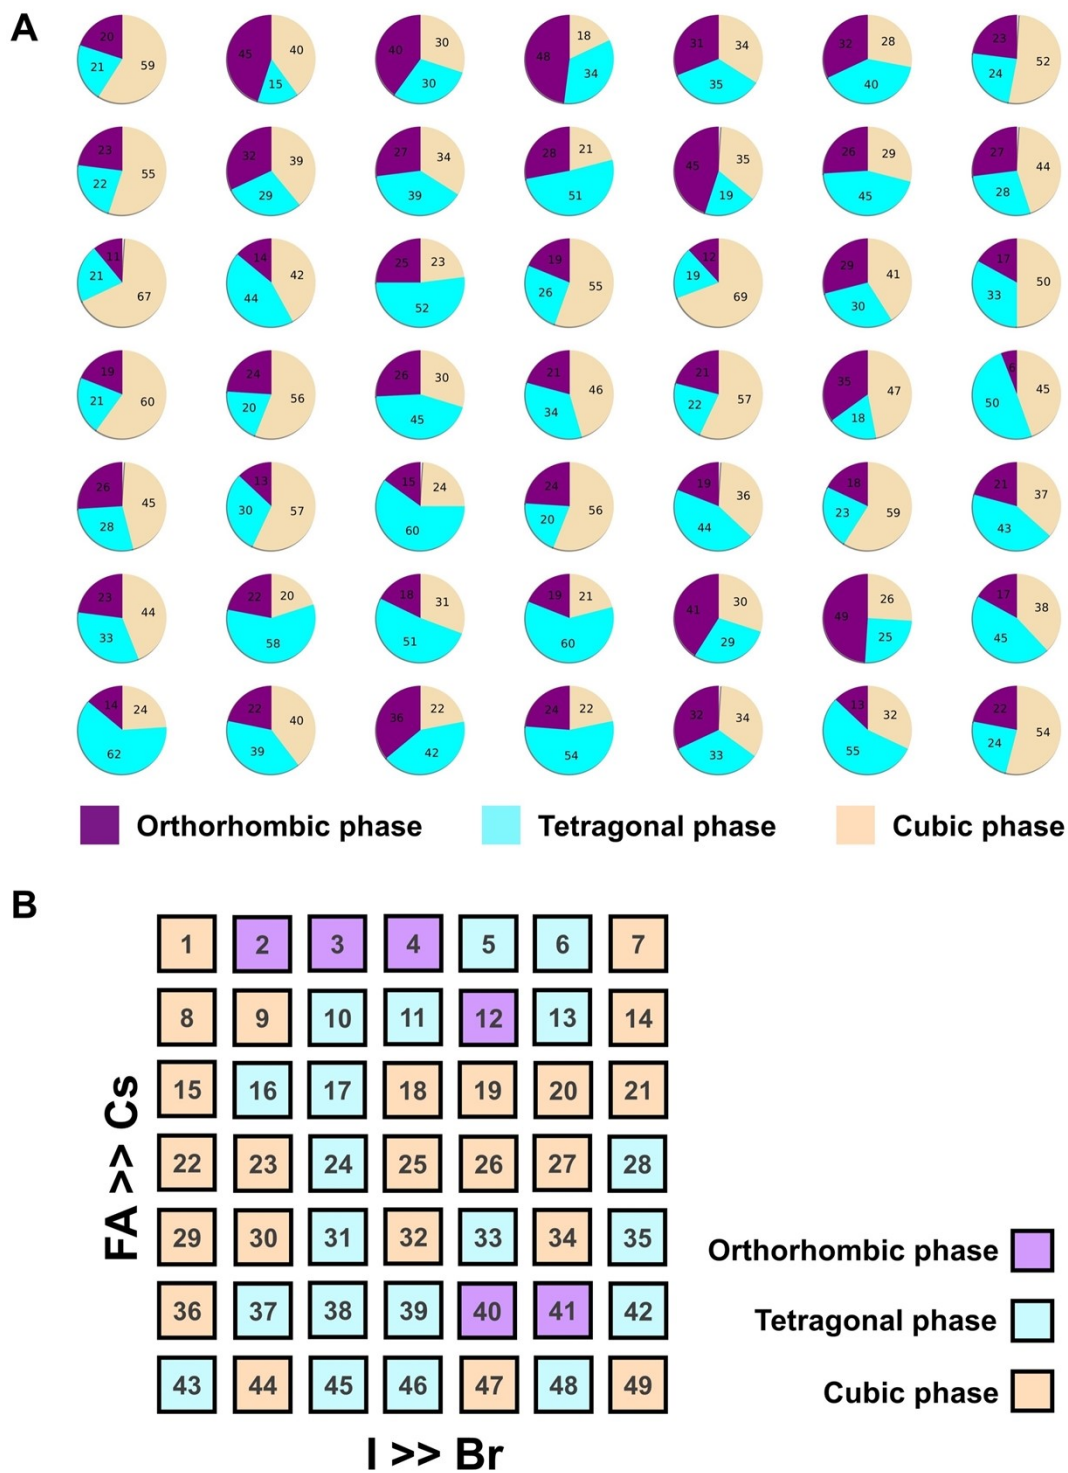 A
20 59 21
45 40 15
40 30 30
48 18 34
31 34 35
32 28 40
23 52 24
23 55 22
32 39 29
27 34 39
28 21 51
45 35 19
26 29 45
27 44 28
11 21 67
14 42 44
25 23 52
19 55 26
12 19 69
29 41 30
17 50 33
19 60 21
24 56 20
26 30 45
21 46 34
21 57 22
35 47 18
6 45 50
26 45 28
13 57 30
15 24 60
24 56 20
19 36 44
18 59 23
21 37 43
23 44 33
22 20 58
18 31 51
19 21 60
41 30 29
49 26 25
17 38 45
14 24 62
22 40 39
36 22 42
24 22 54
32 34 33
13 32 55
22 54 24
Orthorhombic phase Tetragonal phase Cubic phase
B
1 2 3 4 5 6 7
8 9 10 11 12 13 14
15 16 17 18 19 20 21
22 23 24 25 26 27 28
29 30 31 32 33 34 35
36 37 38 39 40 41 42
43 44 45 46 47 48 49
FA >> Cs
I >> Br
Orthorhombic phase
Tetragonal phase
Cubic phase